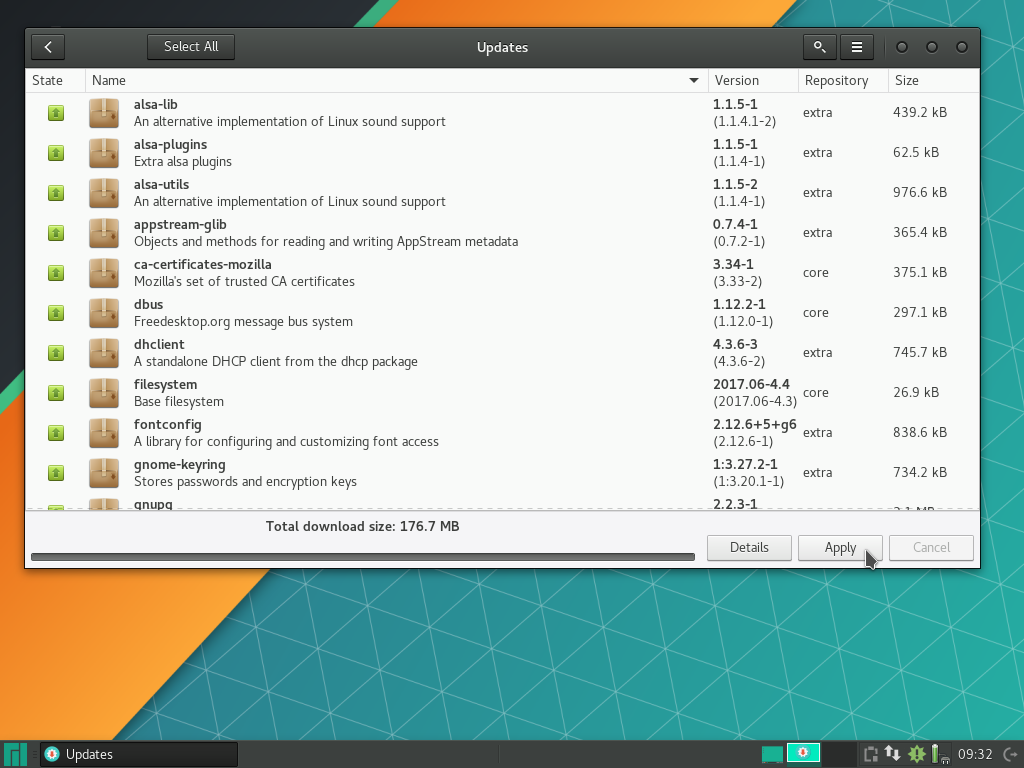 Select All
Updates
State Name Version Repository Size
alsa-lib 1.1.5-1
An alternative implementation of Linux sound support (1.1.4.1-2) extra 439.2 kB
alsa-plugins 1.1.5-1
Extra alsa plugins (1.1.4-1) extra 62.5 kB
alsa-utils 1.1.5-2
An alternative implementation of Linux sound support (1.1.4-1) extra 976.6 kB
appstream-glib 0.7.4-1
Objects and methods for reading and writing AppStream metadata (0.7.2-1) extra 365.4 kB
ca-certificates-mozilla 3.34-1
Mozilla's set of trusted CA certificates (3.33-2) core 375.1 kB
dbus 1.12.2-1
Freedesktop.org message bus system (1.12.0-1) core 297.1 kB
dhclient 4.3.6-3
A standalone DHCP client from the dhcp package (4.3.6-2) extra 745.7 kB
filesystem 2017.06-4.4
Base filesystem (2017.06-4.3) core 26.9 kB
fontconfig 2.12.6+5+g6
A library for configuring and customizing font access (2.12.6-1) extra 838.6 kB
gnome-keyring 1:3.27.2-1
Stores passwords and encryption keys (1:3.20.1-1) extra 734.2 kB
gnupg 2.2.3-1
Total download size: 176.7 MB
Details Apply Cancel
Updates 09:32